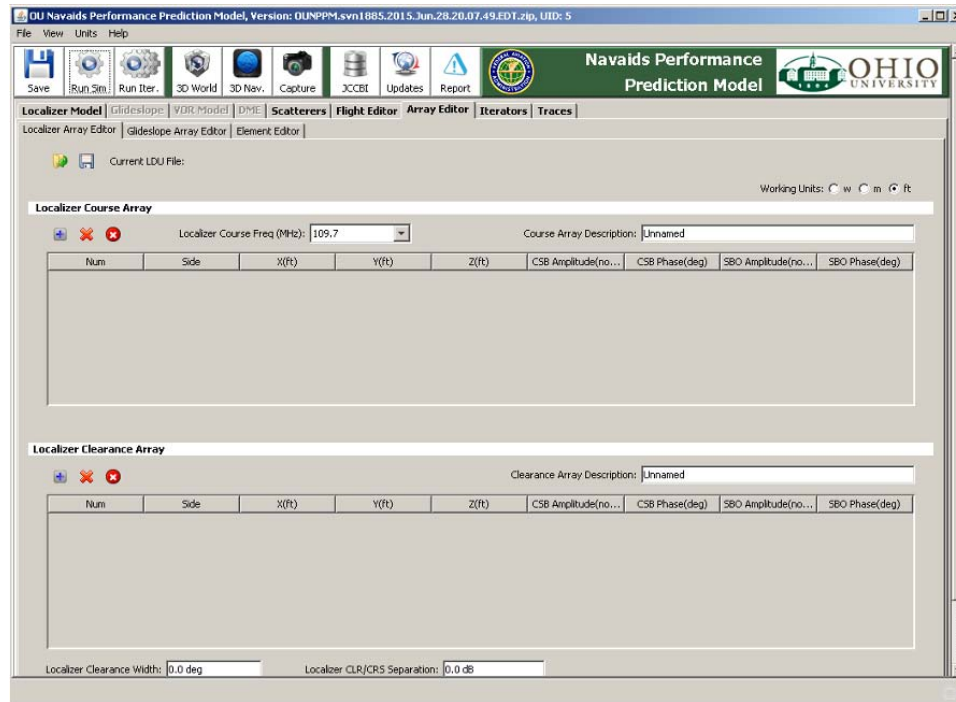 OU Navaids Performance Prediction Model, Version: OUNPPM.svn1885.2015.Jun.28.20.07.49.EDT.zip, UID: 5
File View Units Help
Save Run Sim Run Iter. 3D World 3D Nav. Capture JCCBI Updates Report
Navaids Performance
Prediction Model
OHIO
UNIVERSITY
Localizer Model Glideslope VOR Model DME Scatterers Flight Editor Array Editor Iterators Traces
Localizer Array Editor Glideslope Array Editor Element Editor
Current LDU File:
Working Units: w m ft
Localizer Course Array
Localizer Course Freq (MHz): 109.7 Course Array Description: Unnamed
Num Side X(ft) Y(ft) Z(ft) CSB Amplitude(no... CSB Phase(deg) SBO Amplitude(no... SBO Phase(deg)
Localizer Clearance Array
Clearance Array Description: Unnamed
Num Side X(ft) Y(ft) Z(ft) CSB Amplitude(no... CSB Phase(deg) SBO Amplitude(no... SBO Phase(deg)
Localizer Clearance Width: 0.0 deg Localizer CLR/CRS Separation: 0.0 dB